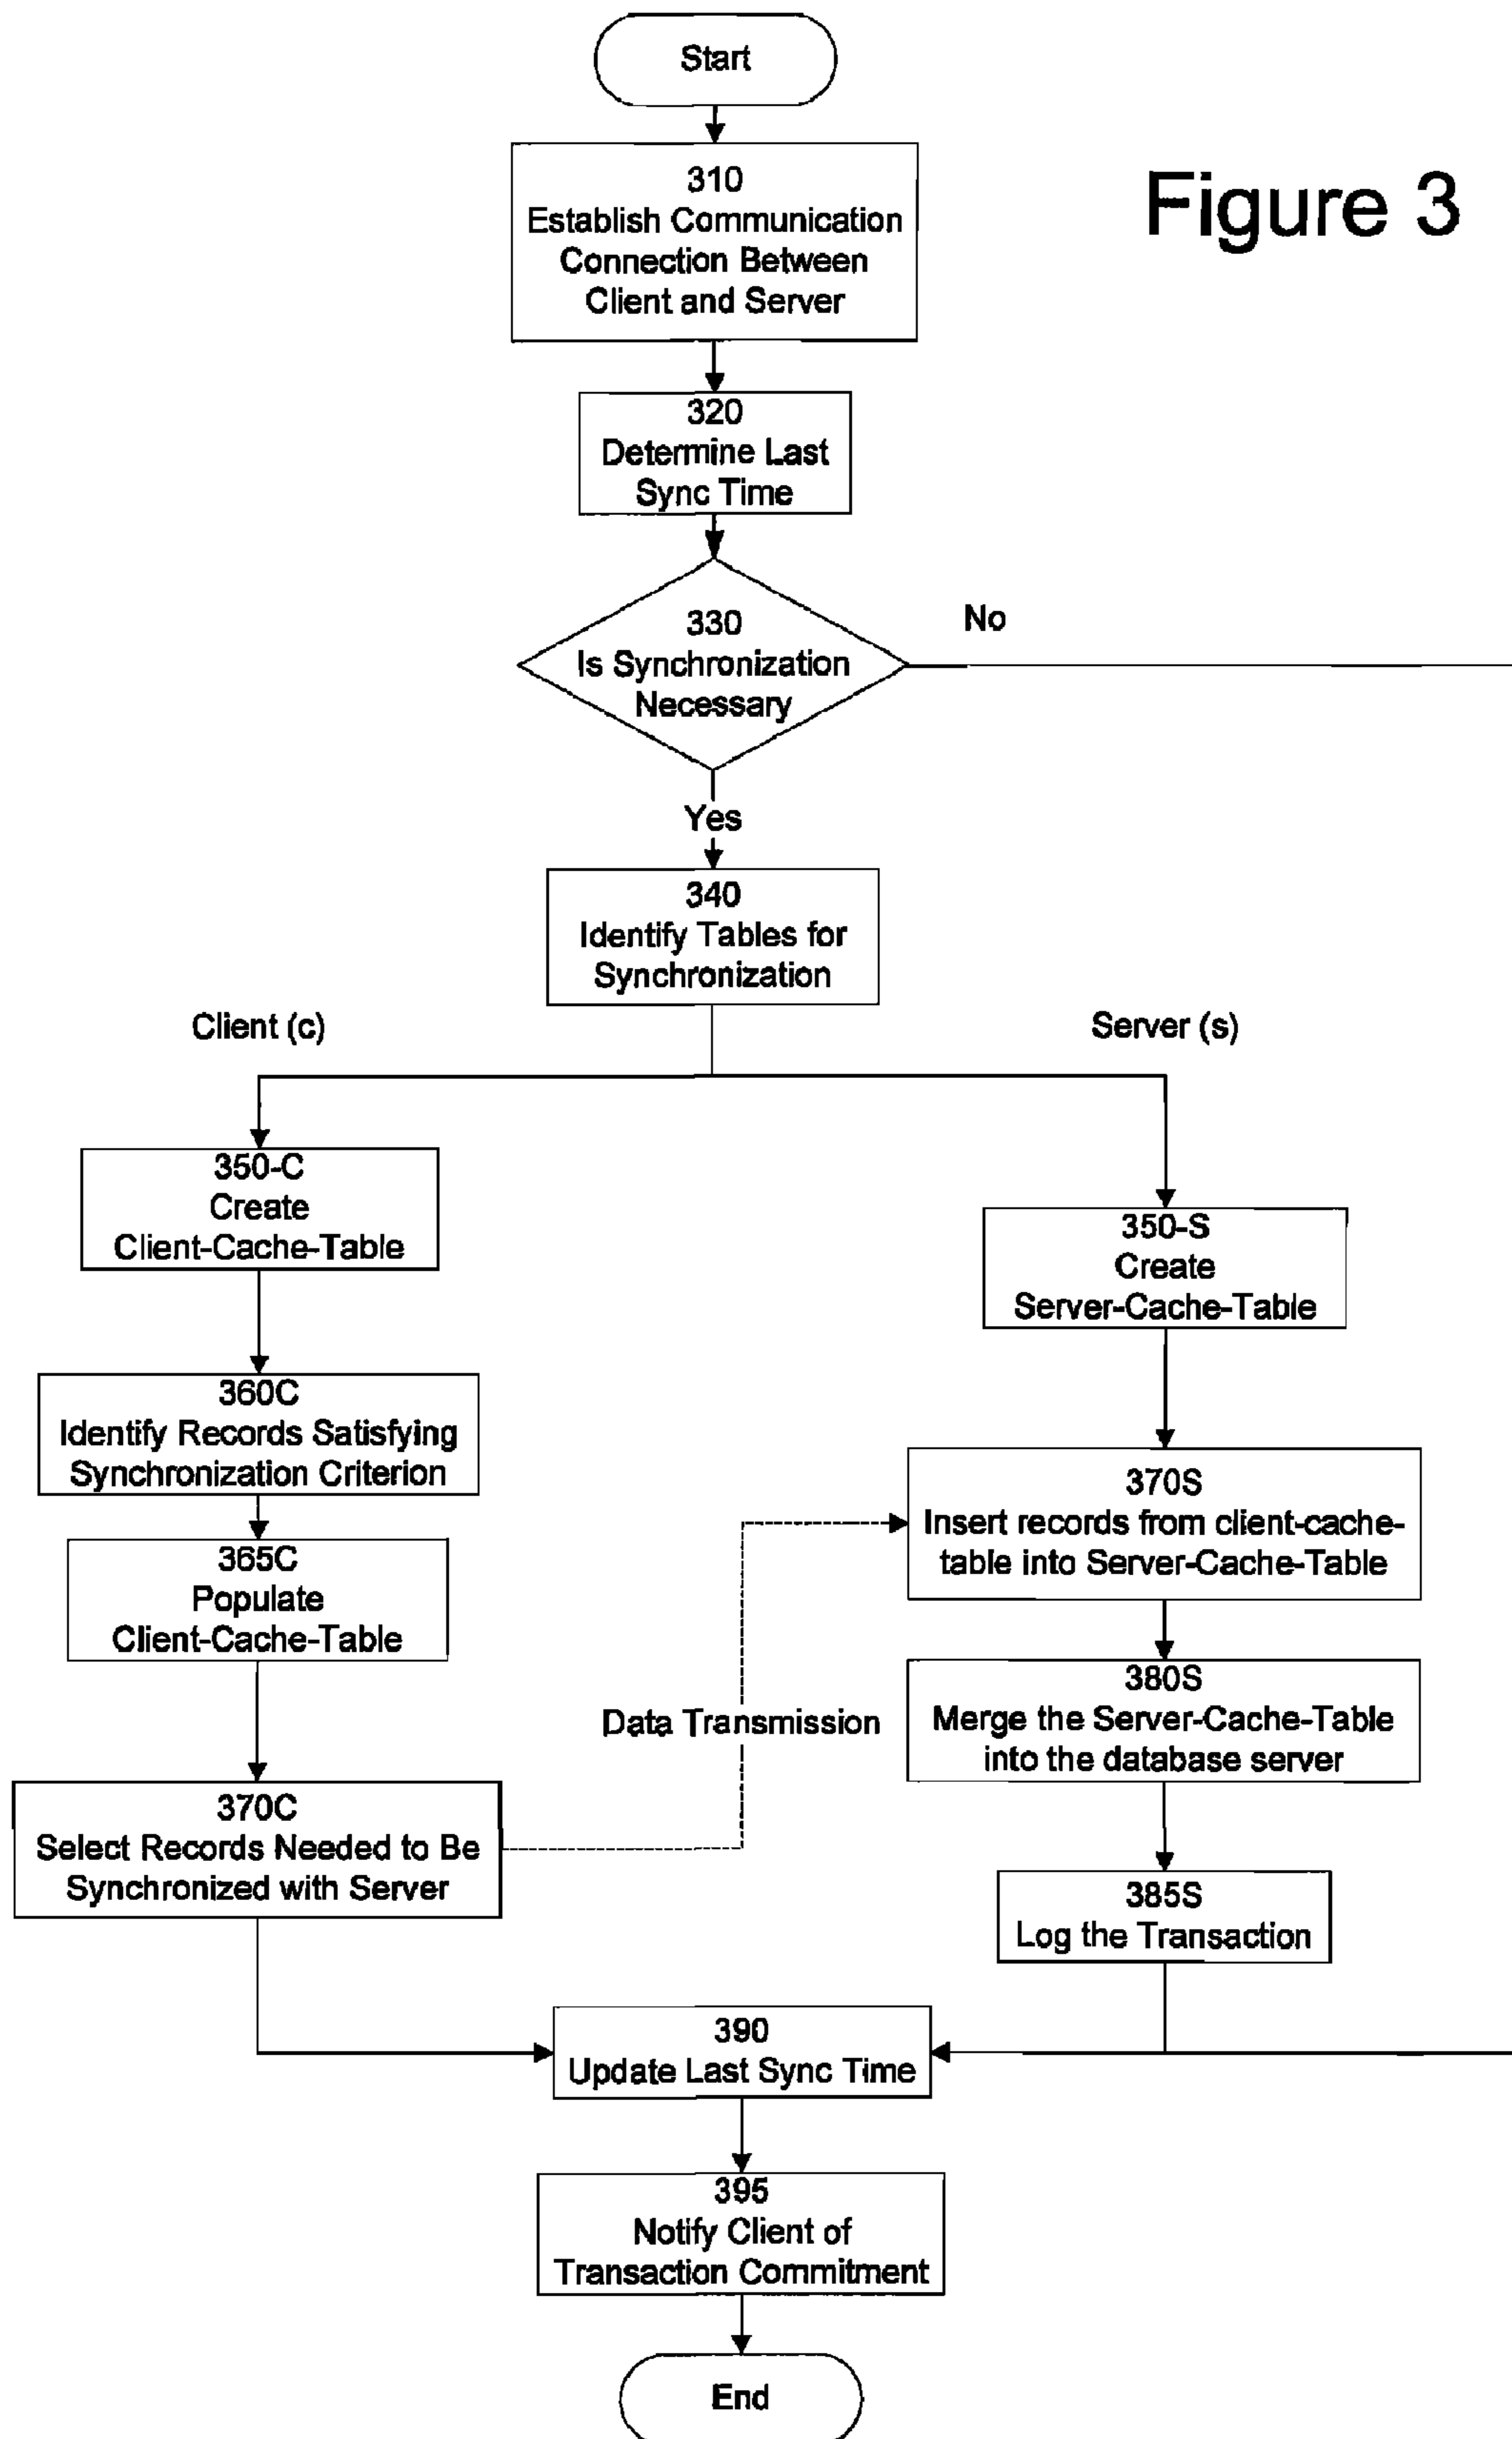 Start
Figure 3
310
Establish Communication
Connection Between
Client and Server
320
Determine Last
Sync Time
330
Is Synchronization
Necessary
No
Yes
340
Identify Tables for
Synchronization
Client (c)
Server (s)
350-C
Create
Client-Cache-Table
350-S
Create
Server-Cache-Table
360C
Identify Records Satisfying
Synchronization Criterion
365C
Populate
Client-Cache-Table
370S
Insert records from client-cache-
table into Server-Cache-Table
Data Transmission
380S
Merge the Server-Cache-Table
into the database server
370C
Select Records Needed to Be
Synchronized with Server
385S
Log the Transaction
390
Update Last Sync Time
395
Notify Client of
Transaction Commitment
End